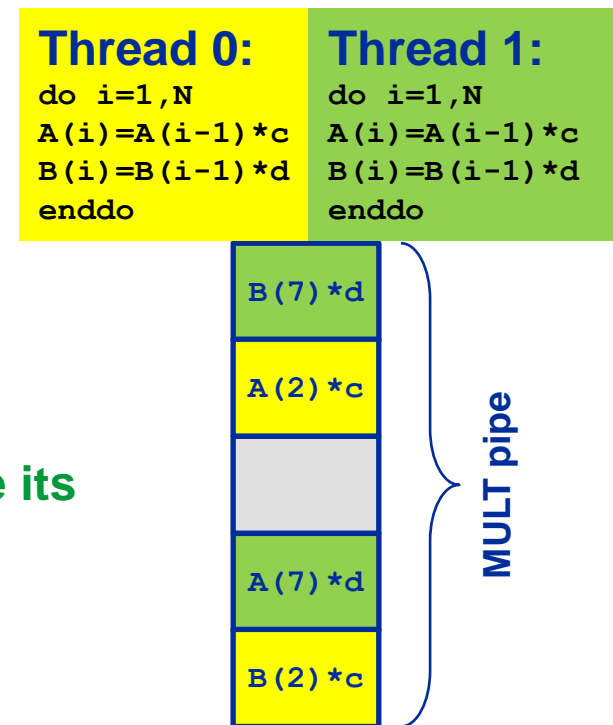 Thread 0:
do i=1,N
A(i)=A(i-1)*c
B(i)=B(i-1)*d
enddo
Thread 1:
do i=1,N
A(i)=A(i-1)*c
B(i)=B(i-1)*d
enddo
B(7)*d
A(2)*c
e its
A(7)*d
B(2)*c
MULT pipe